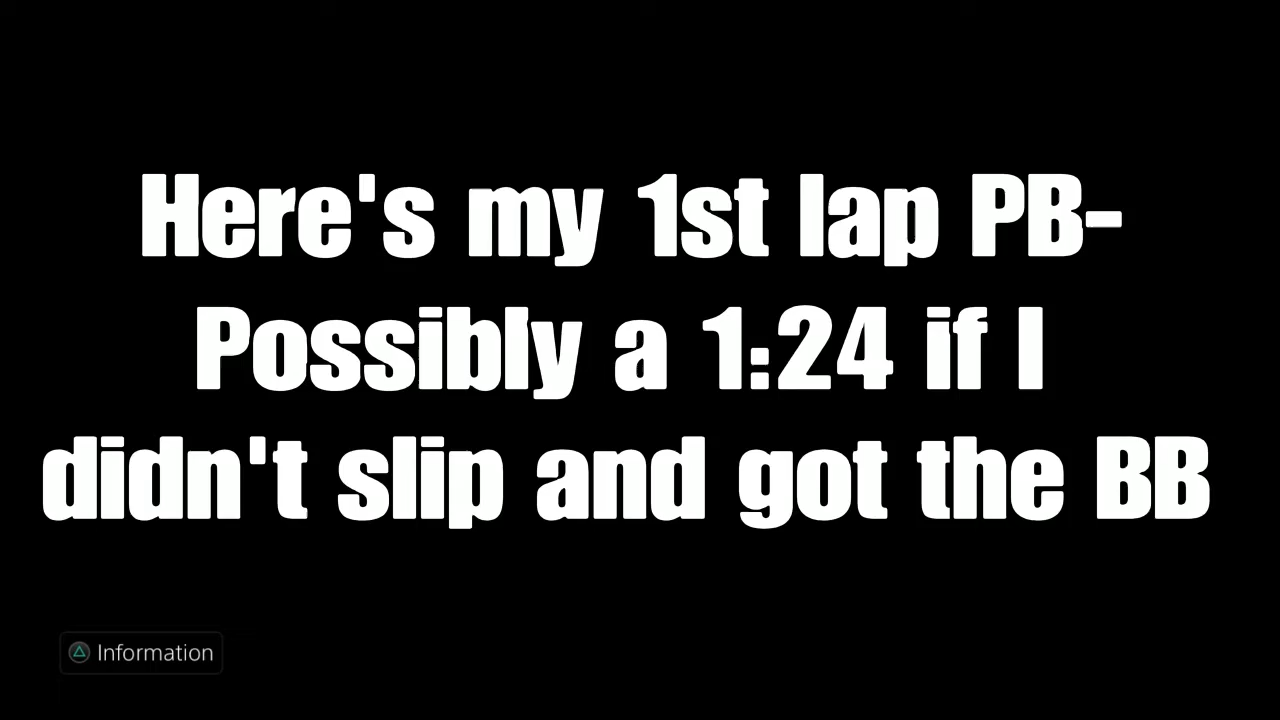 Here's my 1st lap PB-
Possibly a 1:24 if I
didn't slip and got the BB
Information